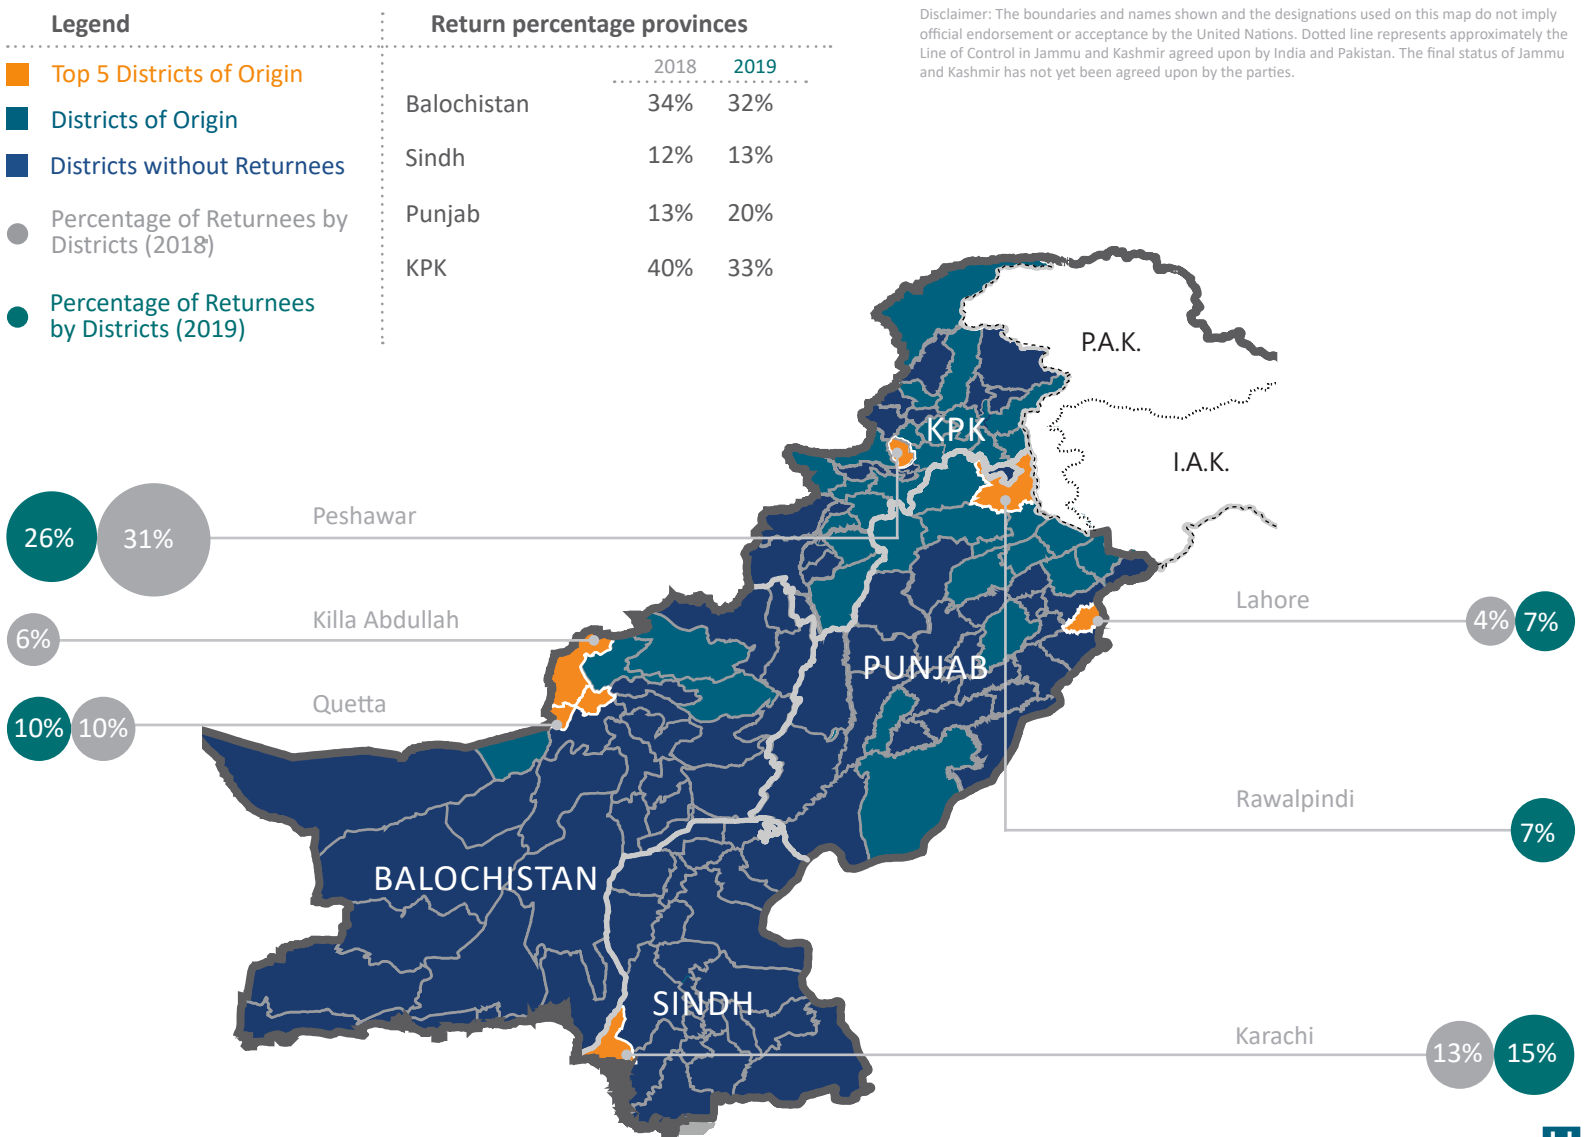 Legend
Top 5 Districts of Origin
Districts of Origin
Districts without Returnees
Percentage of Returnees by
Districts (2018)
Percentage of Returnees
by Districts (2019)
Return percentage provinces
2018 2019
Balochistan 34% 32%
Sindh 12% 13%
Punjab 13% 20%
KPK 40% 33%
Disclaimer: The boundaries and names shown and the designations used on this map do not imply
official endorsement or acceptance by the United Nations. Dotted line represents approximately the
Line of Control in Jammu and Kashmir agreed upon by India and Pakistan. The final status of Jammu
and Kashmir has not yet been agreed upon by the parties.
P.A.K.
KPK
I.A.K.
26% 31% Peshawar
6% Killa Abdullah
Lahore 4% 7%
PUNJAB
10% 10% Quetta
Rawalpindi 7%
BALOCHISTAN
SINDH
Karachi 13% 15%